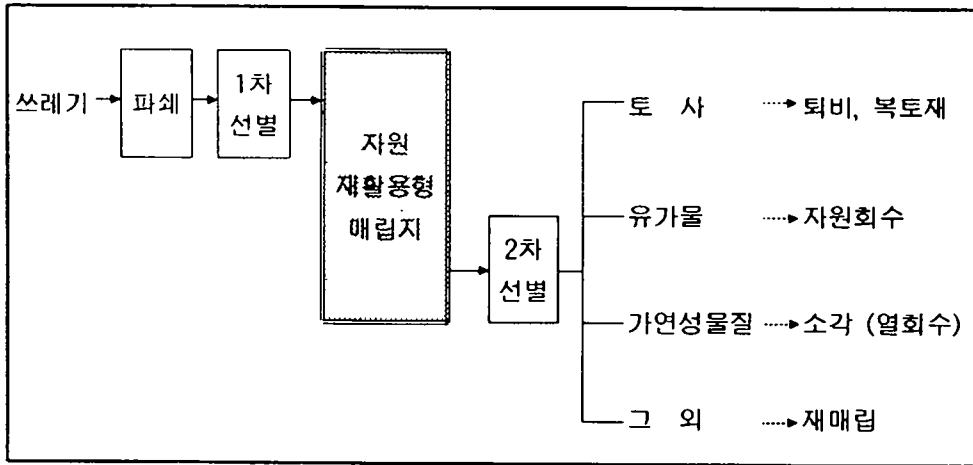 쓰레기
파쇄
1차
선별
자원
재활용형
매립지
2차
선별
토 사
퇴비, 복토재
유가물
자원회수
가연성물질
소각 (열회수)
그 외
재매립